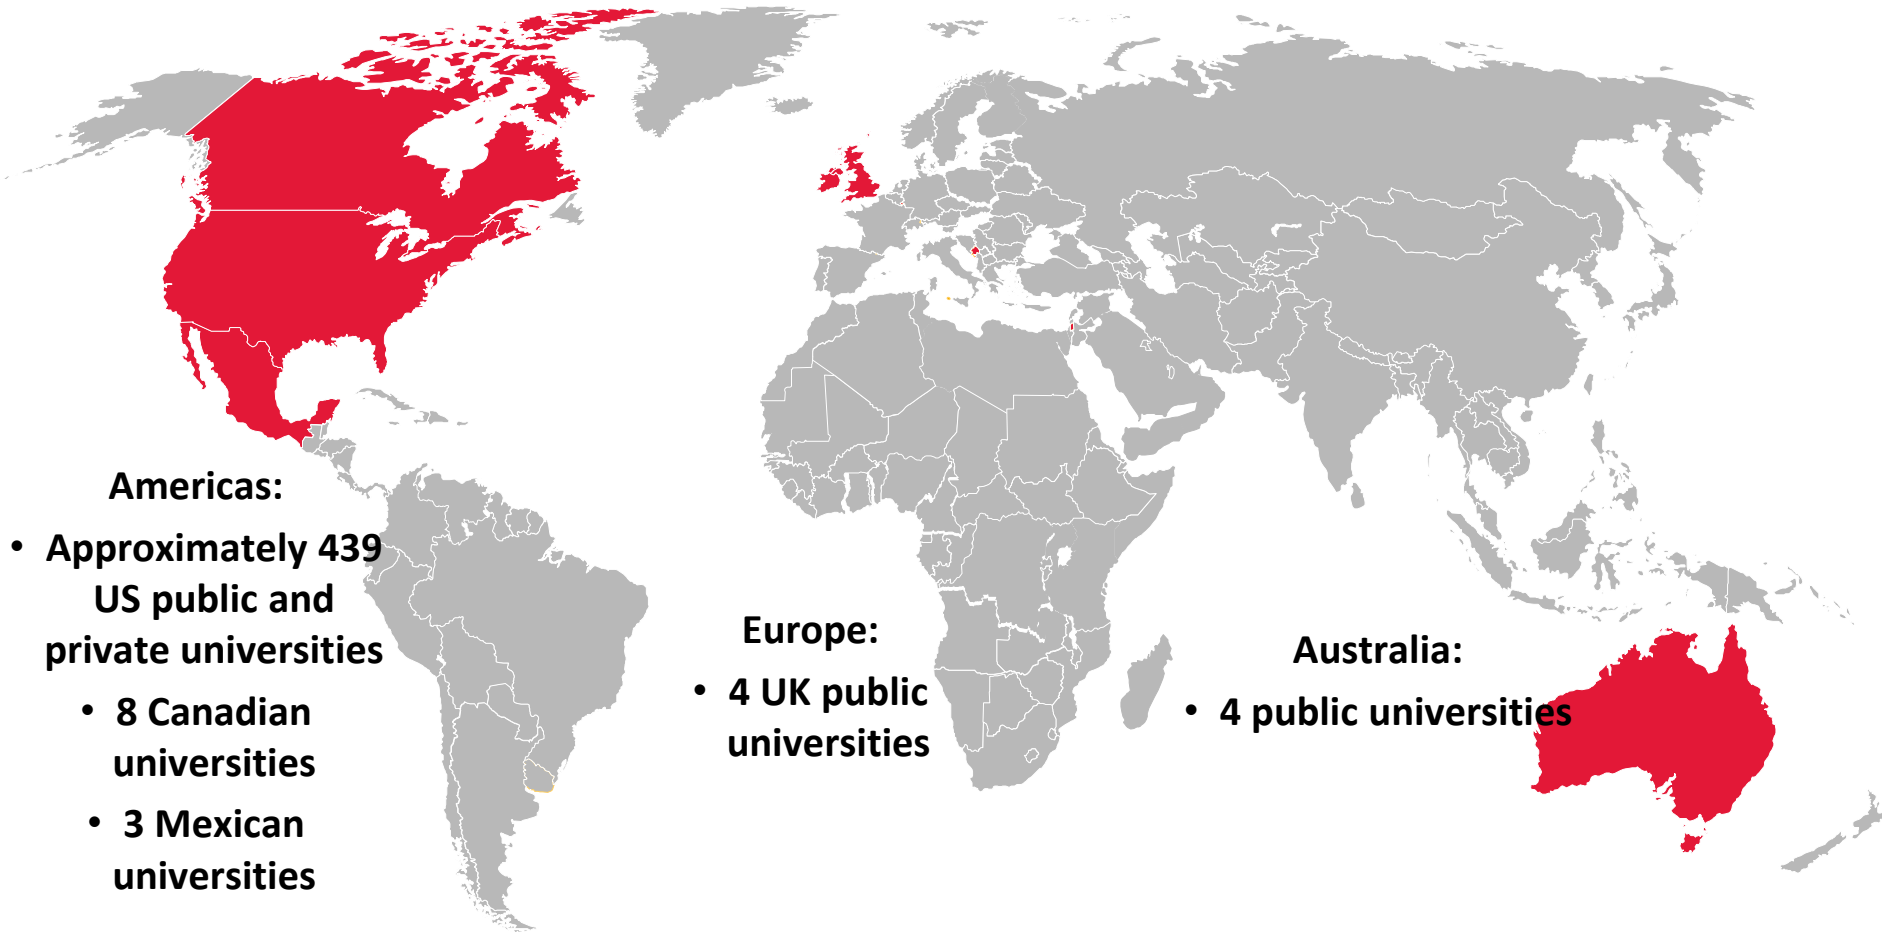 Americas:
• Approximately 439
US public and
private universities
• 8 Canadian
universities
• 3 Mexican
universities
Europe:
• 4 UK public
universities
Australia:
• 4 public universities